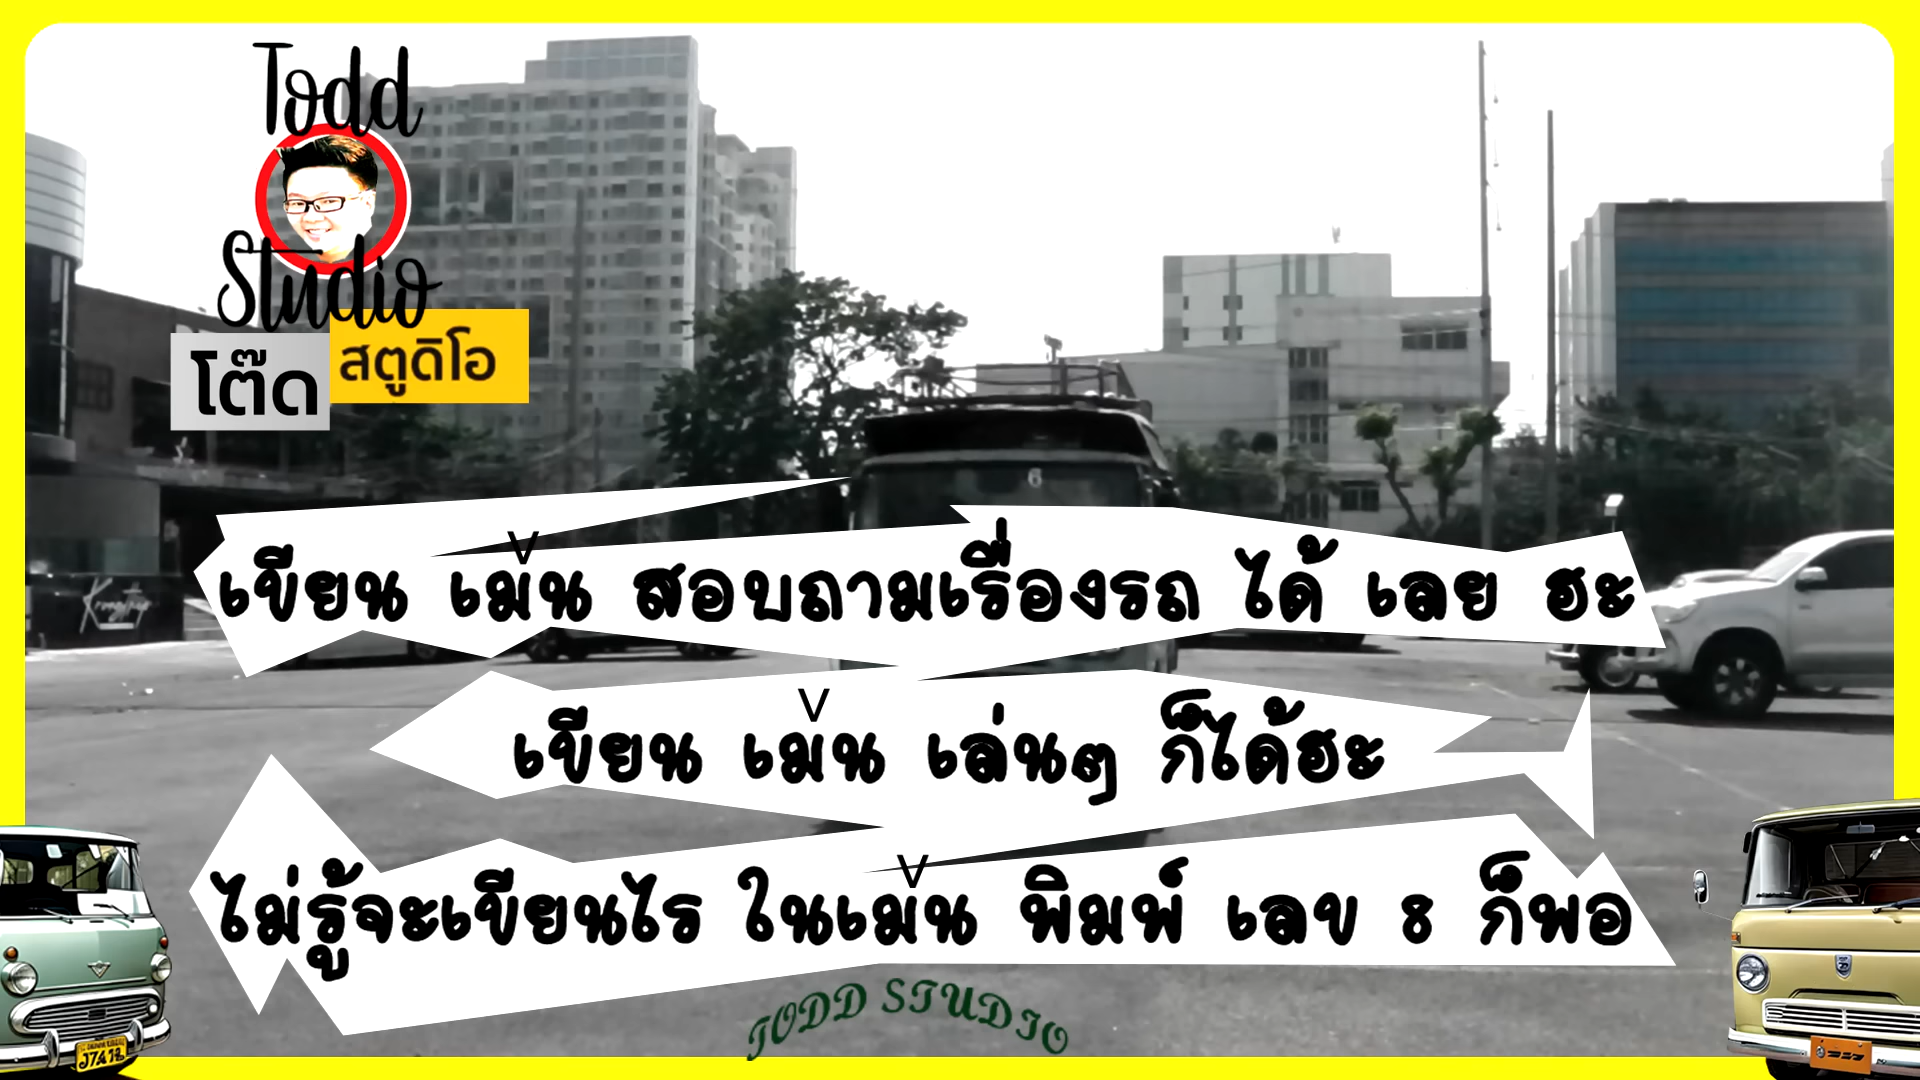 Todd
Studio
โต๊ด สตูดิโอ
6
เขียน เม้น สอบถามเรื่องรถ ได้ เลย ฮะ
Krungthep
เขียน เม้น เล่นๆ ก็ได้ฮะ
ไม่รู้จะเขียนไร ในเม้น พิมพ์ เลข 8 ก็พอ
TODD STUDIO
J7A12